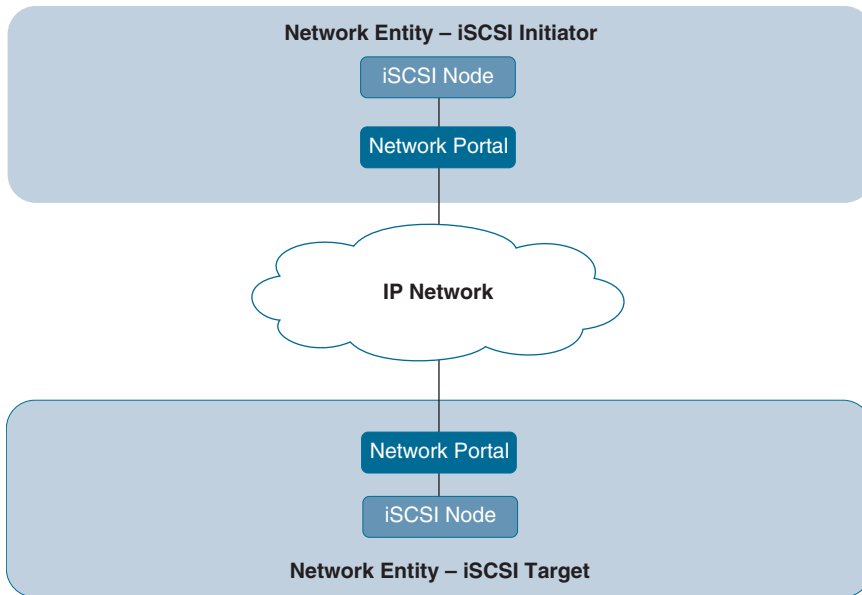 Network Entity – iSCSI Initiator
iSCSI Node
Network Portal
IP Network
Network Portal
iSCSI Node
Network Entity – iSCSI Target